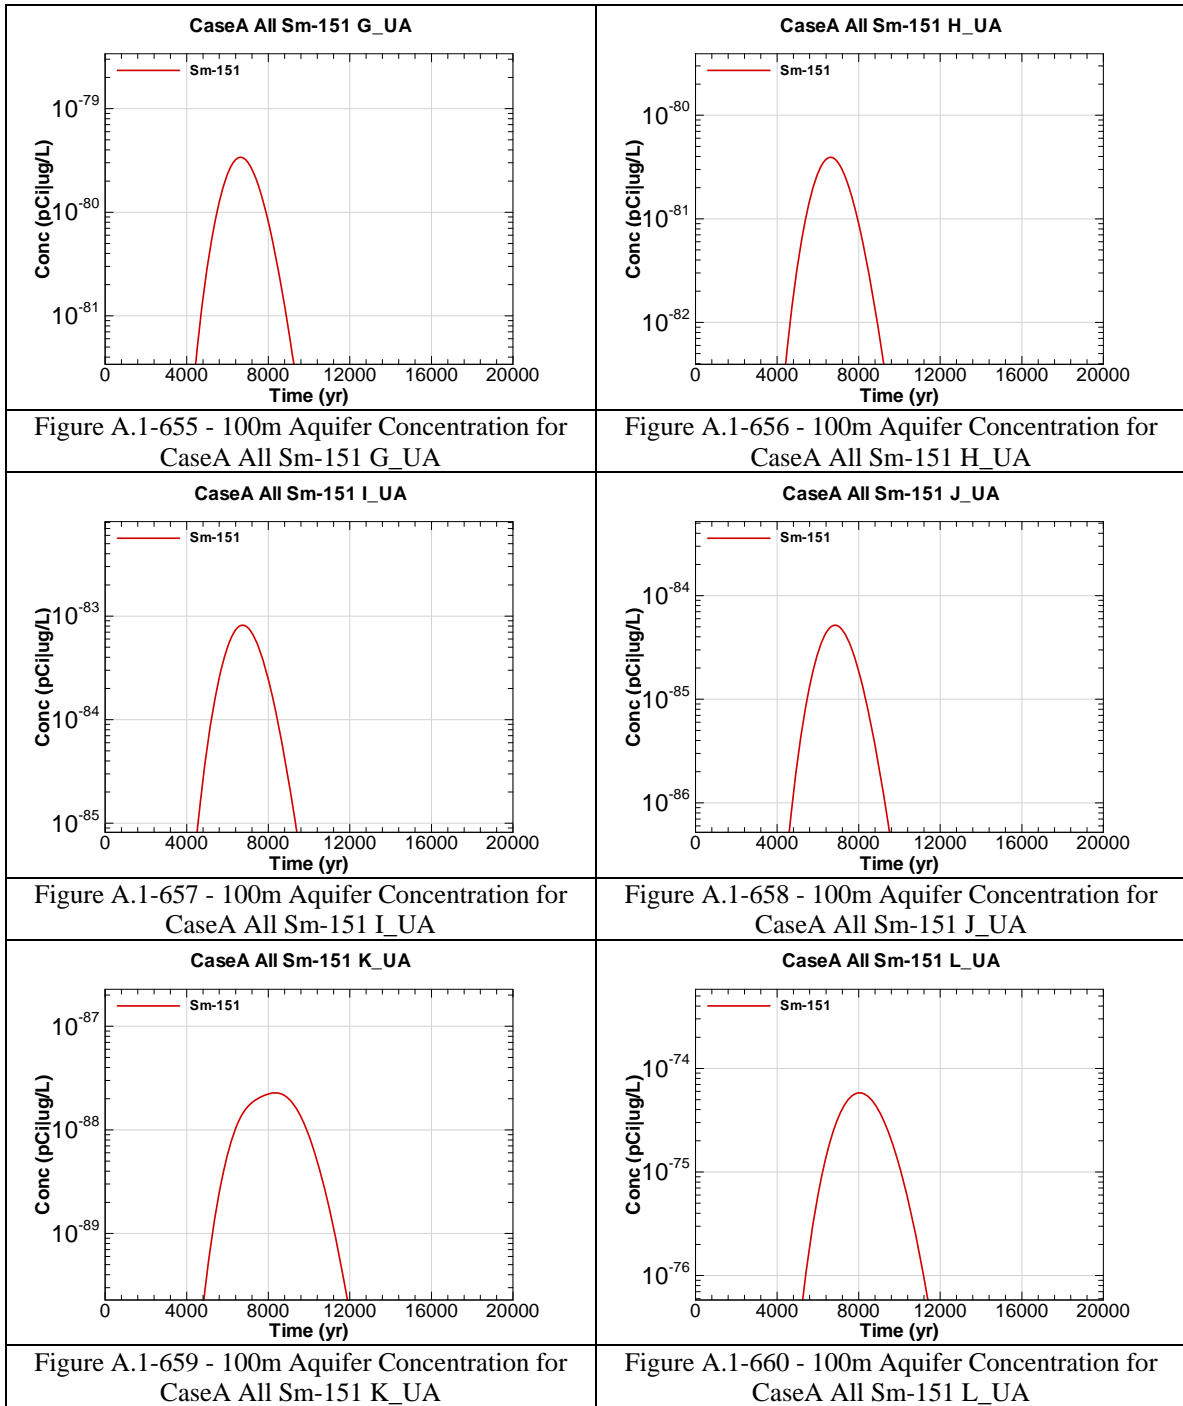 CaseA All Sm-151 G_UA
Sm-151
10-79
10-80
10-81
Conc (pCi|ug/L)
0 4000 8000 12000 16000 20000
Time (yr)
Figure A.1-655 - 100m Aquifer Concentration for
CaseA All Sm-151 G_UA
CaseA All Sm-151 H_UA
Sm-151
10-80
10-81
10-82
Conc (pCi|ug/L)
0 4000 8000 12000 16000 20000
Time (yr)
Figure A.1-656 - 100m Aquifer Concentration for
CaseA All Sm-151 H_UA
CaseA All Sm-151 I_UA
Sm-151
10-83
10-84
10-85
Conc (pCi|ug/L)
0 4000 8000 12000 16000 20000
Time (yr)
Figure A.1-657 - 100m Aquifer Concentration for
CaseA All Sm-151 I_UA
CaseA All Sm-151 J_UA
Sm-151
10-84
10-85
10-86
Conc (pCi|ug/L)
0 4000 8000 12000 16000 20000
Time (yr)
Figure A.1-658 - 100m Aquifer Concentration for
CaseA All Sm-151 J_UA
CaseA All Sm-151 K_UA
Sm-151
10-87
10-88
10-89
Conc (pCi|ug/L)
0 4000 8000 12000 16000 20000
Time (yr)
Figure A.1-659 - 100m Aquifer Concentration for
CaseA All Sm-151 K_UA
CaseA All Sm-151 L_UA
Sm-151
10-74
10-75
10-76
Conc (pCi|ug/L)
0 4000 8000 12000 16000 20000
Time (yr)
Figure A.1-660 - 100m Aquifer Concentration for
CaseA All Sm-151 L_UA